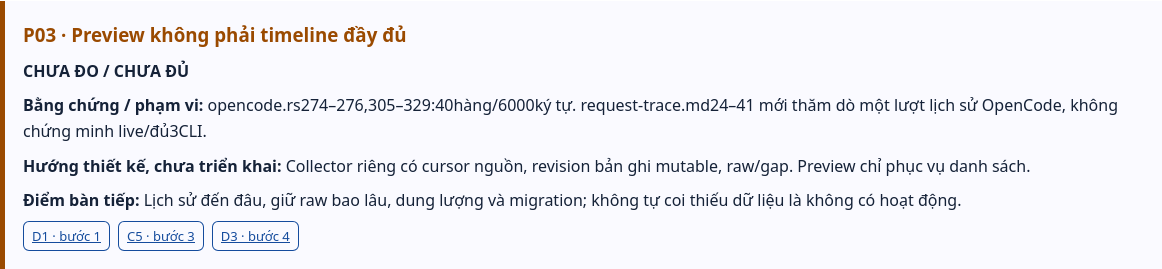 P03 · Preview không phải timeline đầy đủ
CHƯA ĐO / CHƯA ĐỦ
Bằng chứng / phạm vi: opencode.rs274–276,305–329:40hàng/6000ký tự. request-trace.md24–41 mới thăm dò một lượt lịch sử OpenCode, không
chứng minh live/đủ3CLI.
Hướng thiết kế, chưa triển khai: Collector riêng có cursor nguồn, revision bản ghi mutable, raw/gap. Preview chỉ phục vụ danh sách.
Điểm bàn tiếp: Lịch sử đến đâu, giữ raw bao lâu, dung lượng và migration; không tự coi thiếu dữ liệu là không có hoạt động.
D1 · bước 1 C5 · bước 3 D3 · bước 4